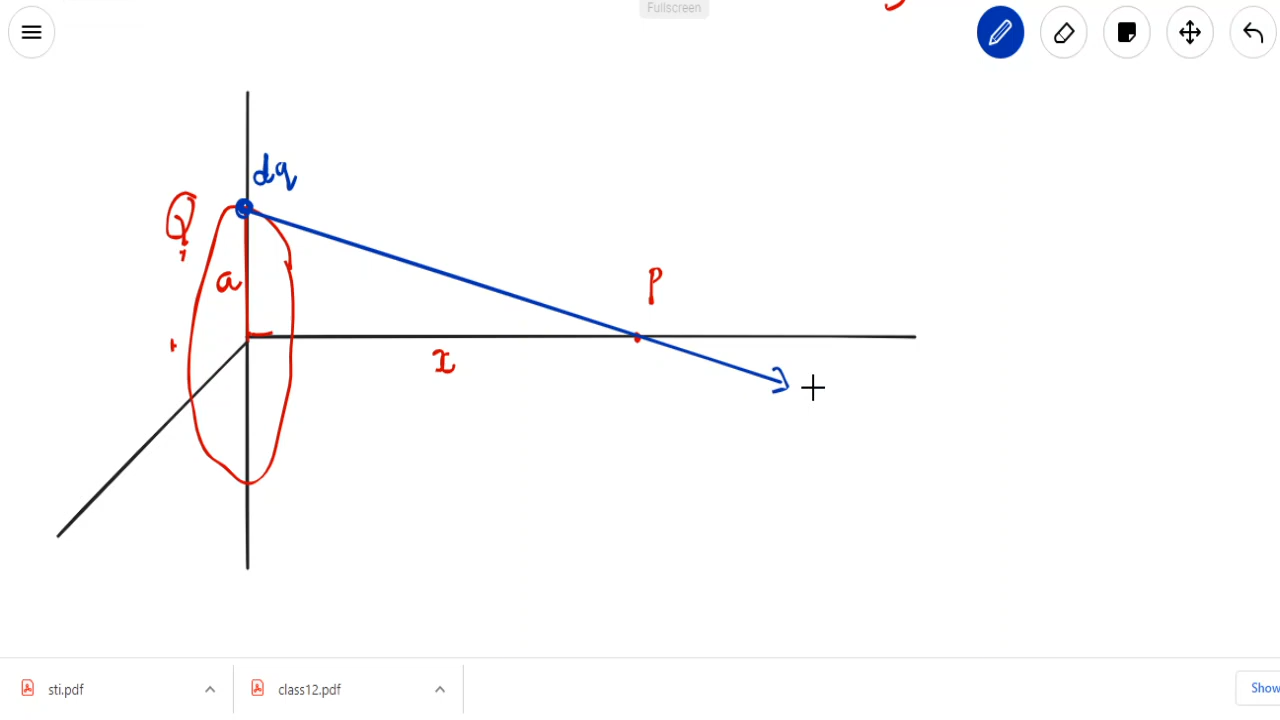 Fullscreen
dq
Q
a
P
x
sti.pdf
class12.pdf
Show